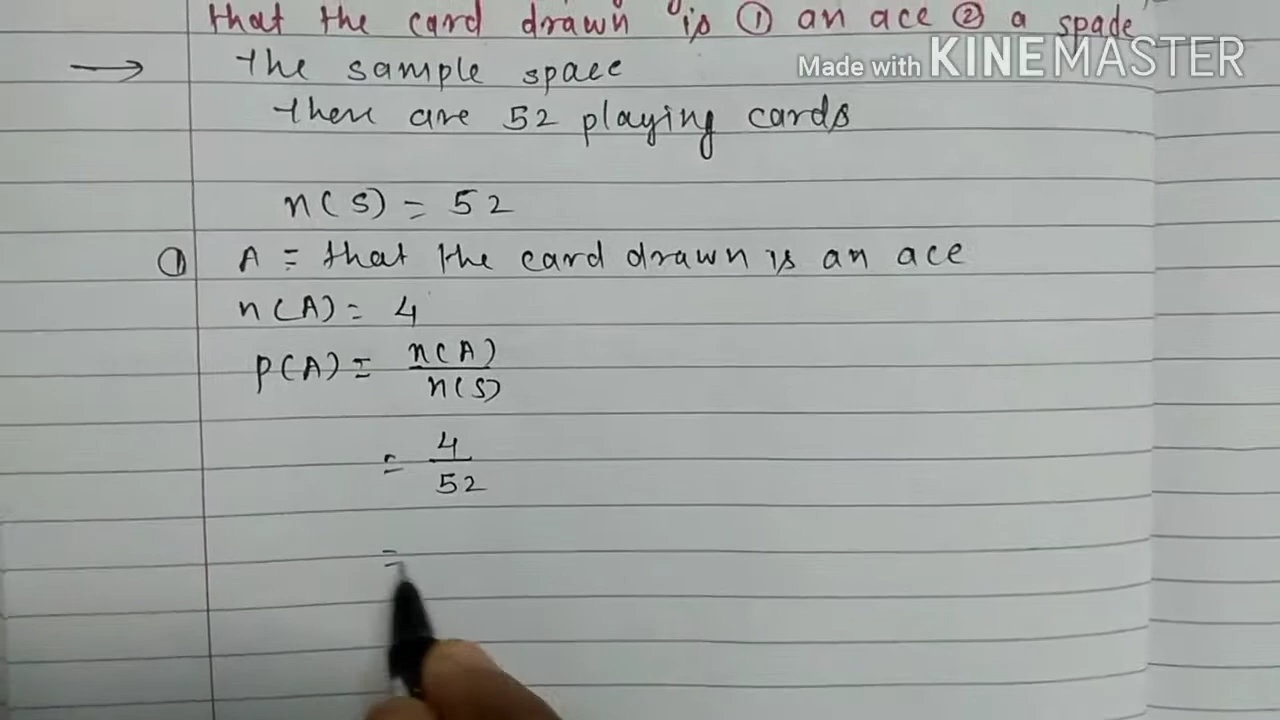 that the card drawn is ① an ace ② a spade
Made with KINEMASTER
→ The sample space
There are 52 playing cards
n(S) = 52
① A = that the card drawn is an ace
n(A) = 4
P(A) = n(A)/n(S)
= 4/52
=